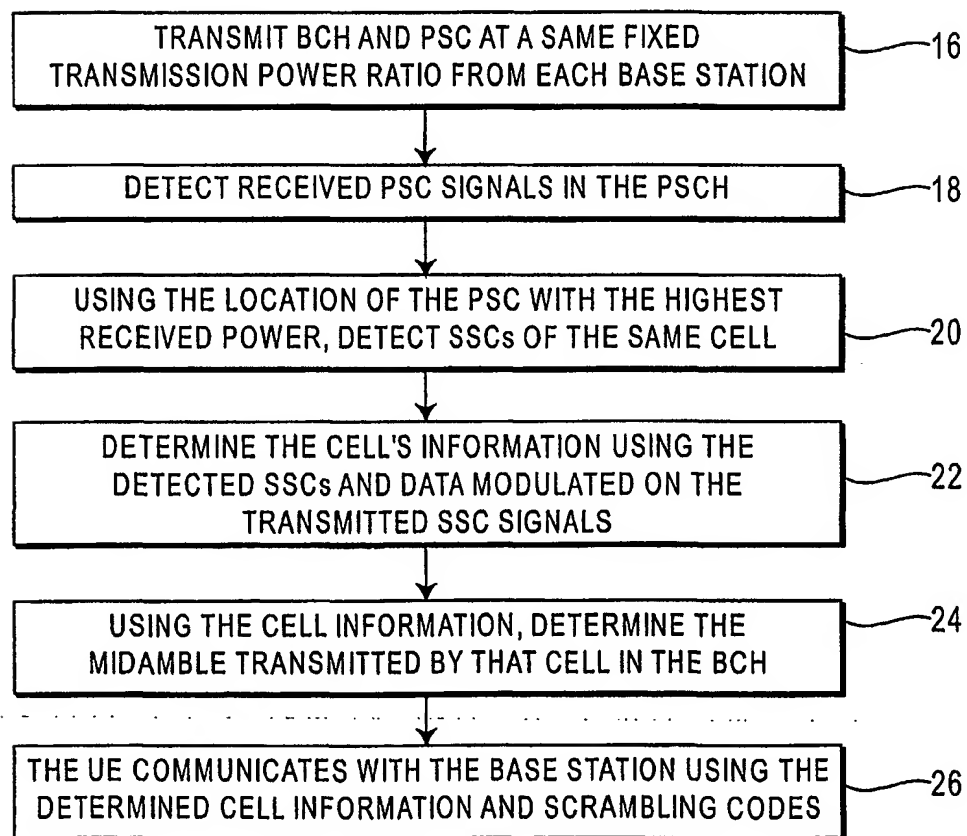 TRANSMIT BCH AND PSC AT A SAME FIXED
TRANSMISSION POWER RATIO FROM EACH BASE STATION
16
DETECT RECEIVED PSC SIGNALS IN THE PSCH
18
USING THE LOCATION OF THE PSC WITH THE HIGHEST
RECEIVED POWER, DETECT SSCs OF THE SAME CELL
20
DETERMINE THE CELL'S INFORMATION USING THE
DETECTED SSCs AND DATA MODULATED ON THE
TRANSMITTED SSC SIGNALS
22
USING THE CELL INFORMATION, DETERMINE THE
MIDAMBLE TRANSMITTED BY THAT CELL IN THE BCH
24
THE UE COMMUNICATES WITH THE BASE STATION USING THE
DETERMINED CELL INFORMATION AND SCRAMBLING CODES
26